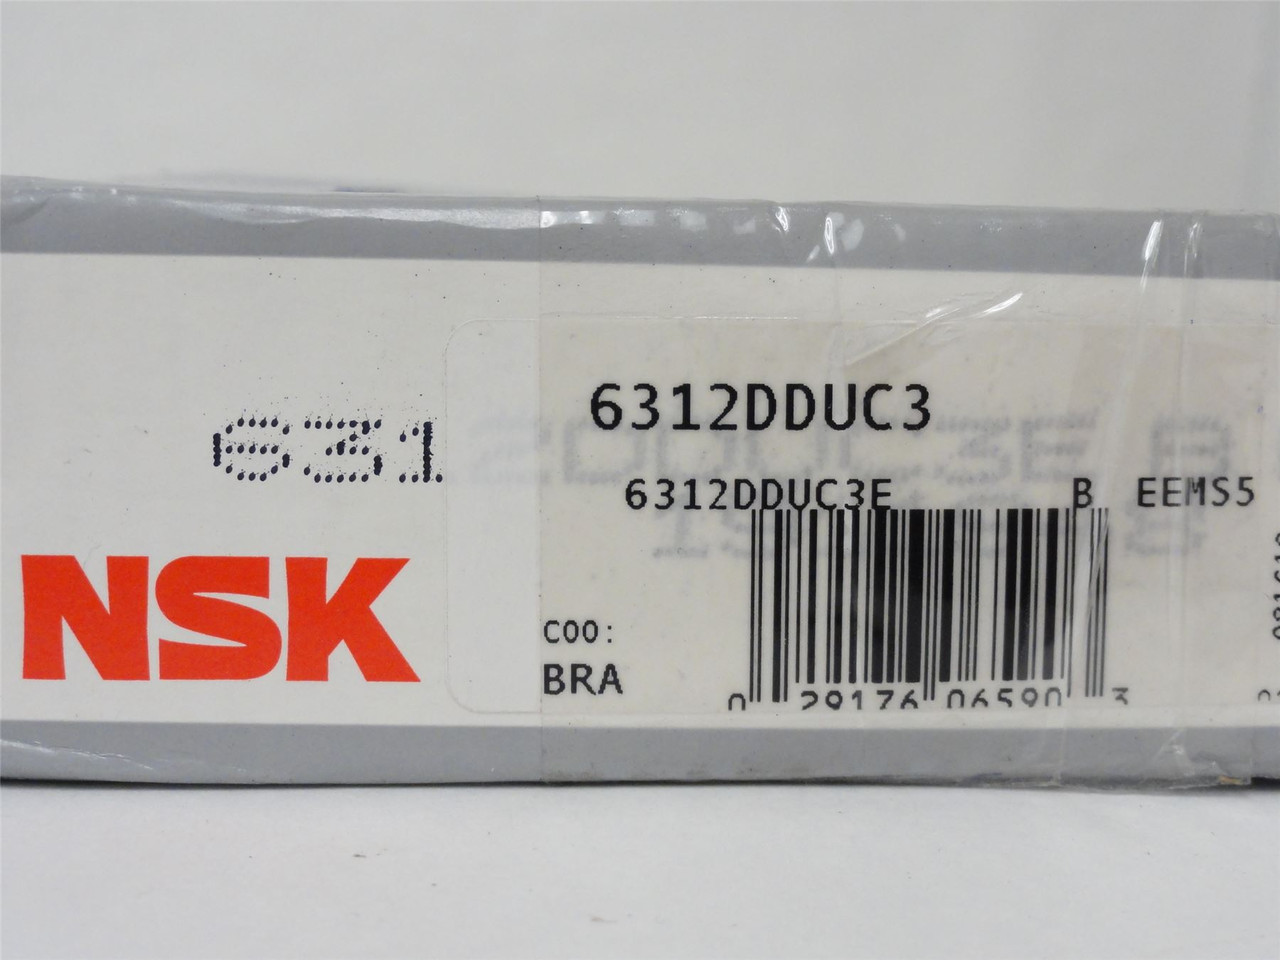 6312DDUC3
631
6312DDUC3E B EEMS5
NSK
COO:
BRA
0 29176 06590 3